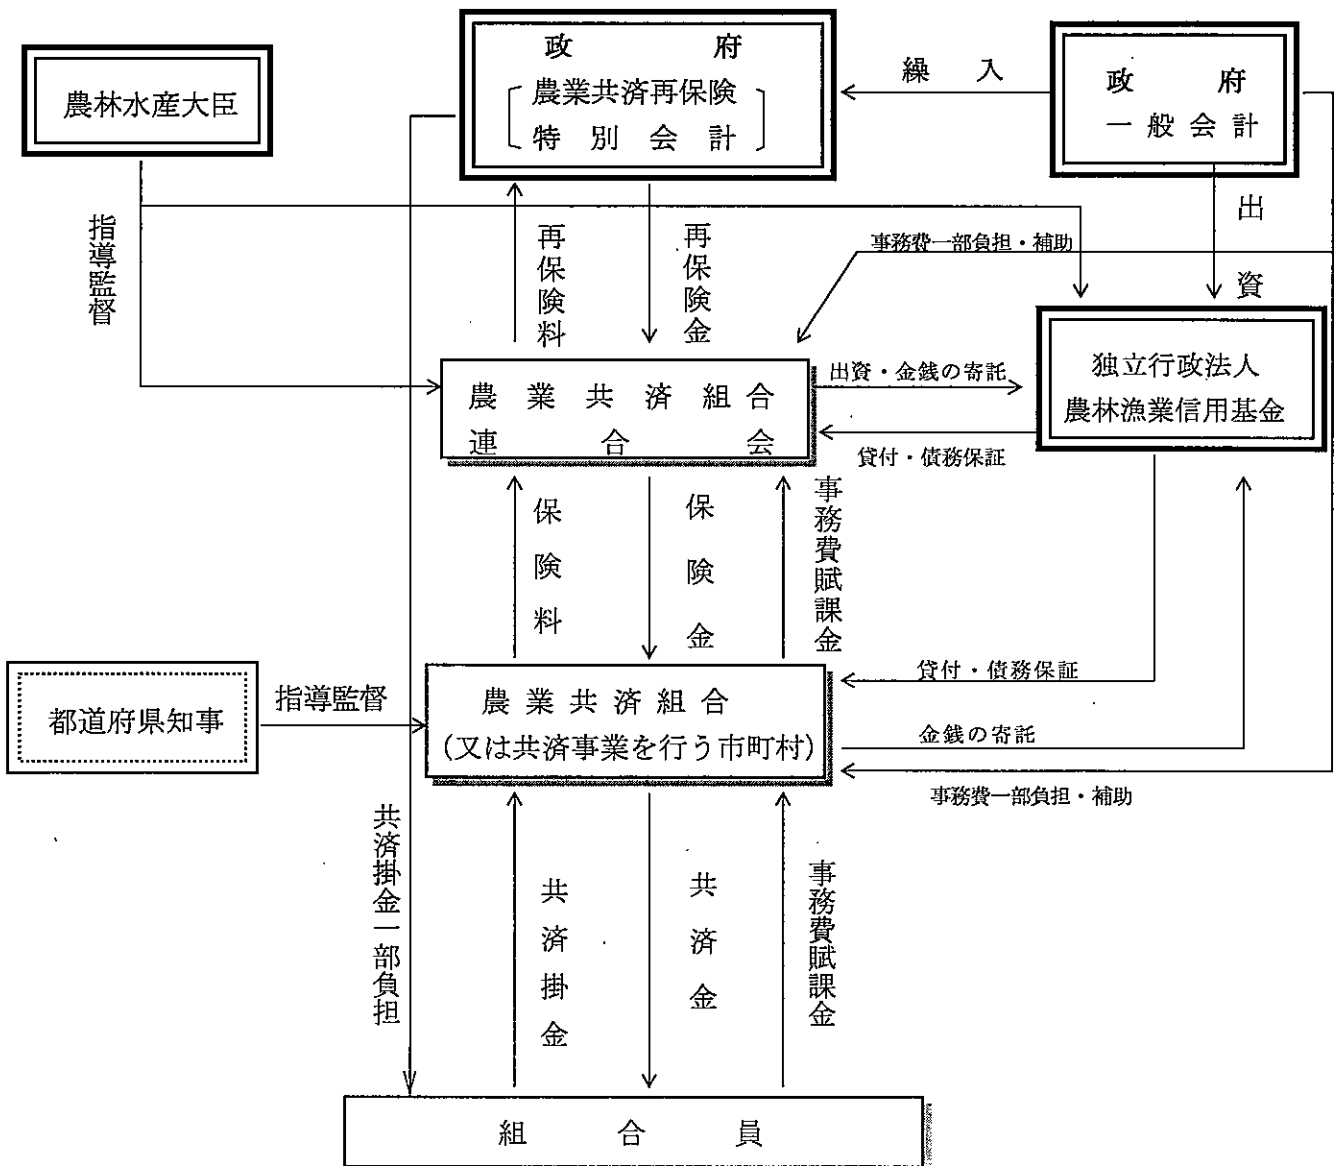 農林水産大臣
政府
農業共済再保険
特別会計
繰入
政府
一般会計
指導監督
再保険料
再保険金
事務費一部負担・補助
出資
農業共済組合
連合会
出資・金銭の寄託
貸付・債務保証
独立行政法人
農林漁業信用基金
保険料
保険金
事務費賦課金
都道府県知事
指導監督
農業共済組合
(又は共済事業を行う市町村)
貸付・債務保証
金銭の寄託
事務費一部負担・補助
共済掛金一部負担
共済掛金
共済金
事務費賦課金
組合員